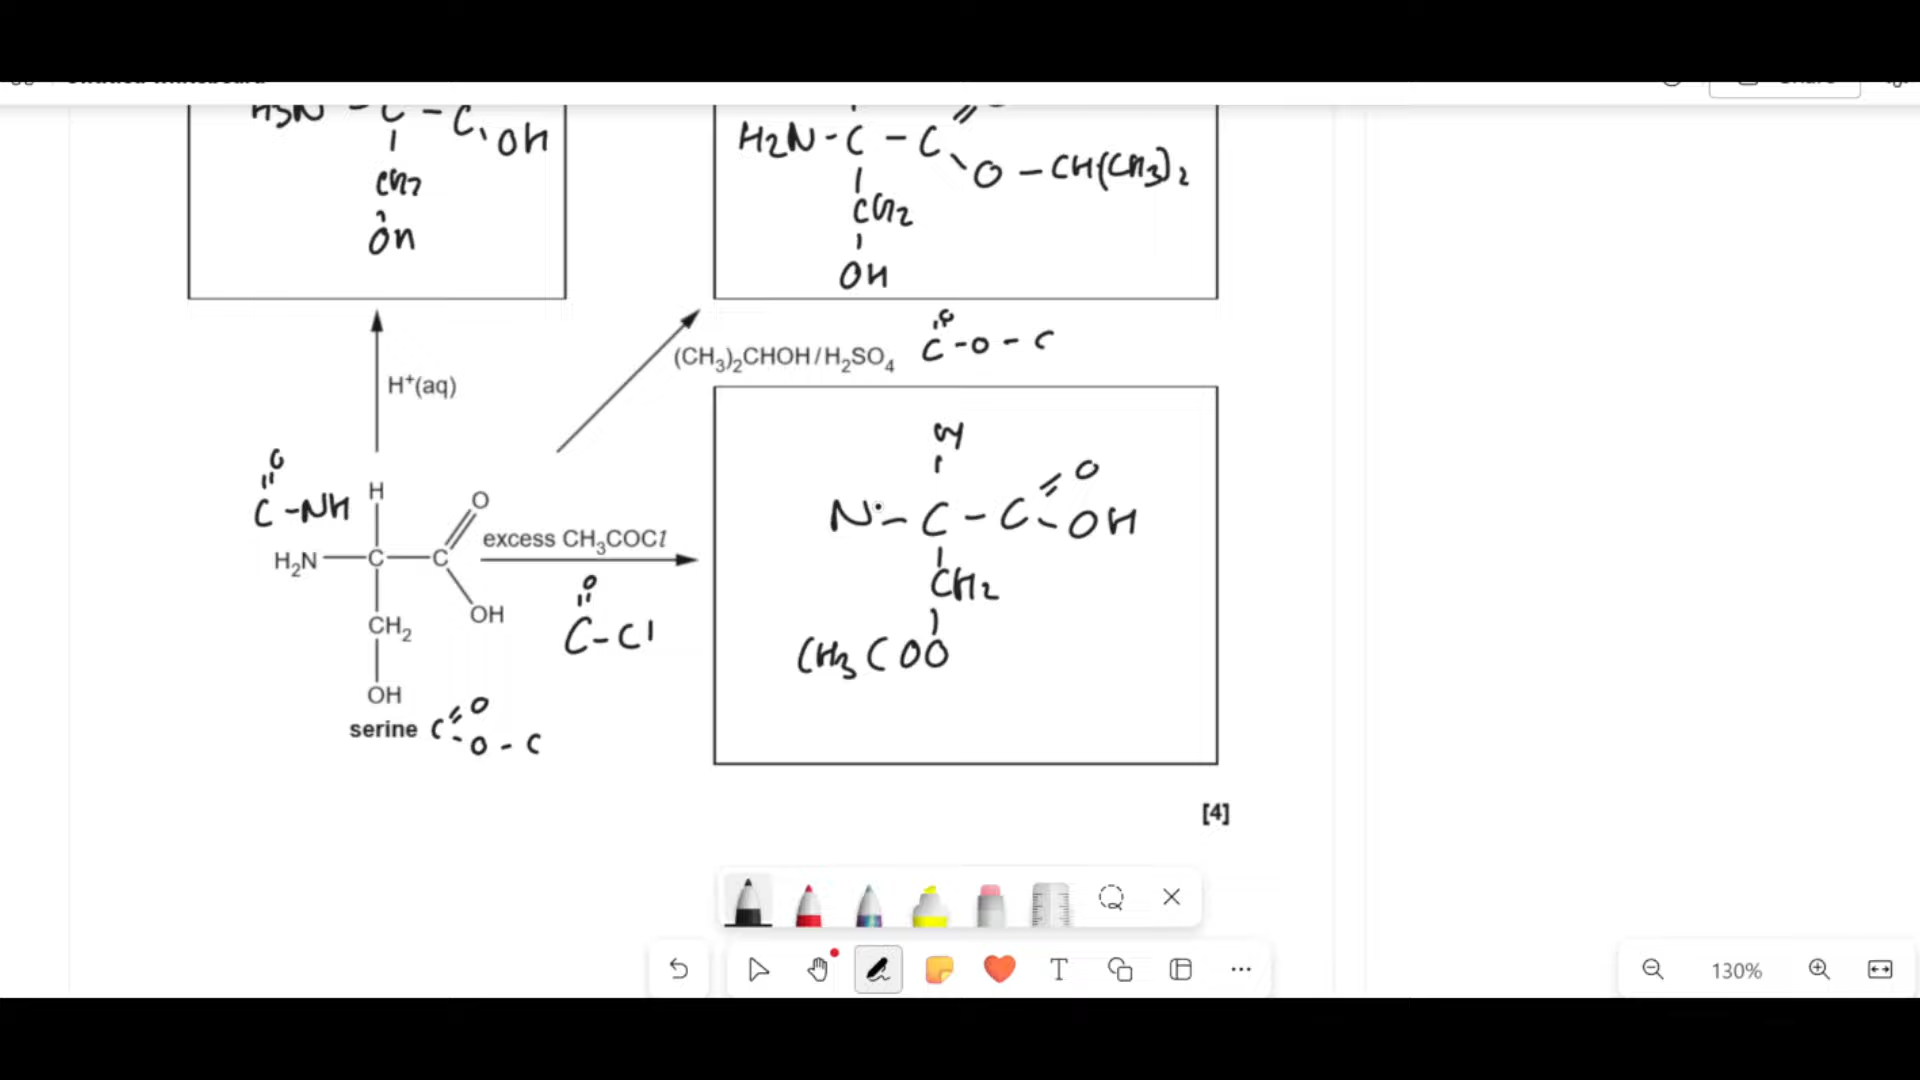 H3N - C - C, OH
CH2
OH
H2N - C - C
O - CH(CH3)2
CH2
OH
(CH3)2CHOH/H2SO4
O
C - O - C
H+(aq)
O
C - NH
H
O
H2N C C
OH
CH2
OH
serine
O
C
O - C
excess CH3COCl
O
C - Cl
H
O
N - C - C - OH
CH2
CH3COO
[4]
T
130%